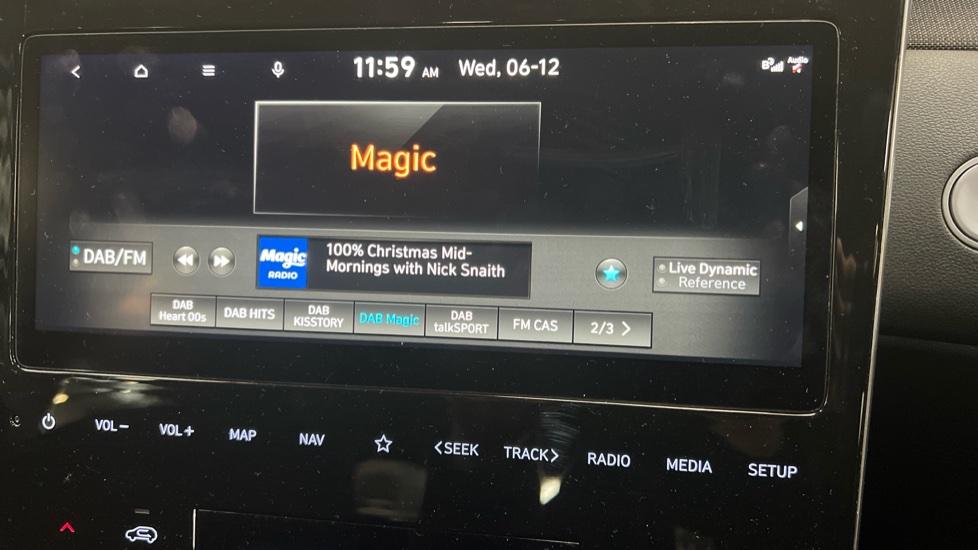 11:59 AM Wed, 06-12
Audio
Magic
DAB/FM
Magic
RADIO
100% Christmas Mid-
Mornings with Nick Snaith
Live Dynamic
Reference
DAB
Heart 00s
DAB HITS
DAB
KISSTORY
DAB Magic
DAB
talkSPORT
FM CAS
2/3 >
VOL−
VOL+
MAP
NAV
<SEEK
TRACK>
RADIO
MEDIA
SETUP